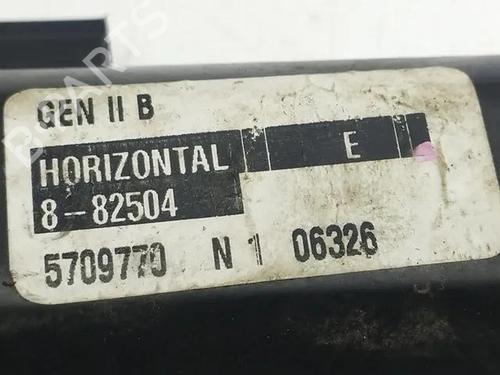 GEN II B
HORIZONTAL E
8-82504
5709770 N 1 06326